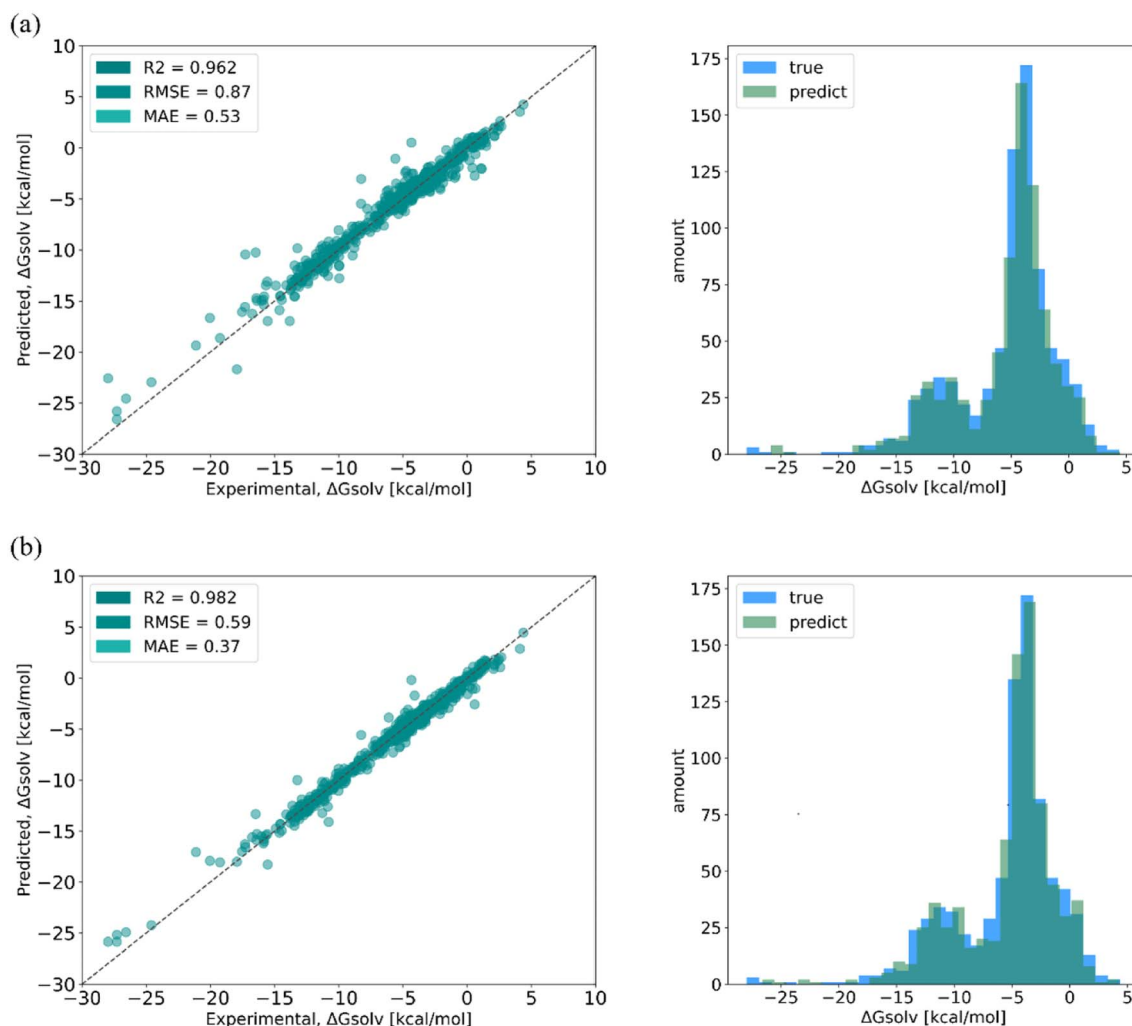 (a)
10
5
0
−5
−10
−15
−20
−25
−30
Predicted, ΔGsolv [kcal/mol]
R2 = 0.962
RMSE = 0.87
MAE = 0.53
−30 −25 −20 −15 −10 −5 0 5 10
Experimental, ΔGsolv [kcal/mol]
175
150
125
100
75
50
25
0
amount
true
predict
−25 −20 −15 −10 −5 0 5
ΔGsolv [kcal/mol]
(b)
10
5
0
−5
−10
−15
−20
−25
−30
Predicted, ΔGsolv [kcal/mol]
R2 = 0.982
RMSE = 0.59
MAE = 0.37
−30 −25 −20 −15 −10 −5 0 5 10
Experimental, ΔGsolv [kcal/mol]
175
150
125
100
75
50
25
0
amount
true
predict
−25 −20 −15 −10 −5 0 5
ΔGsolv [kcal/mol]